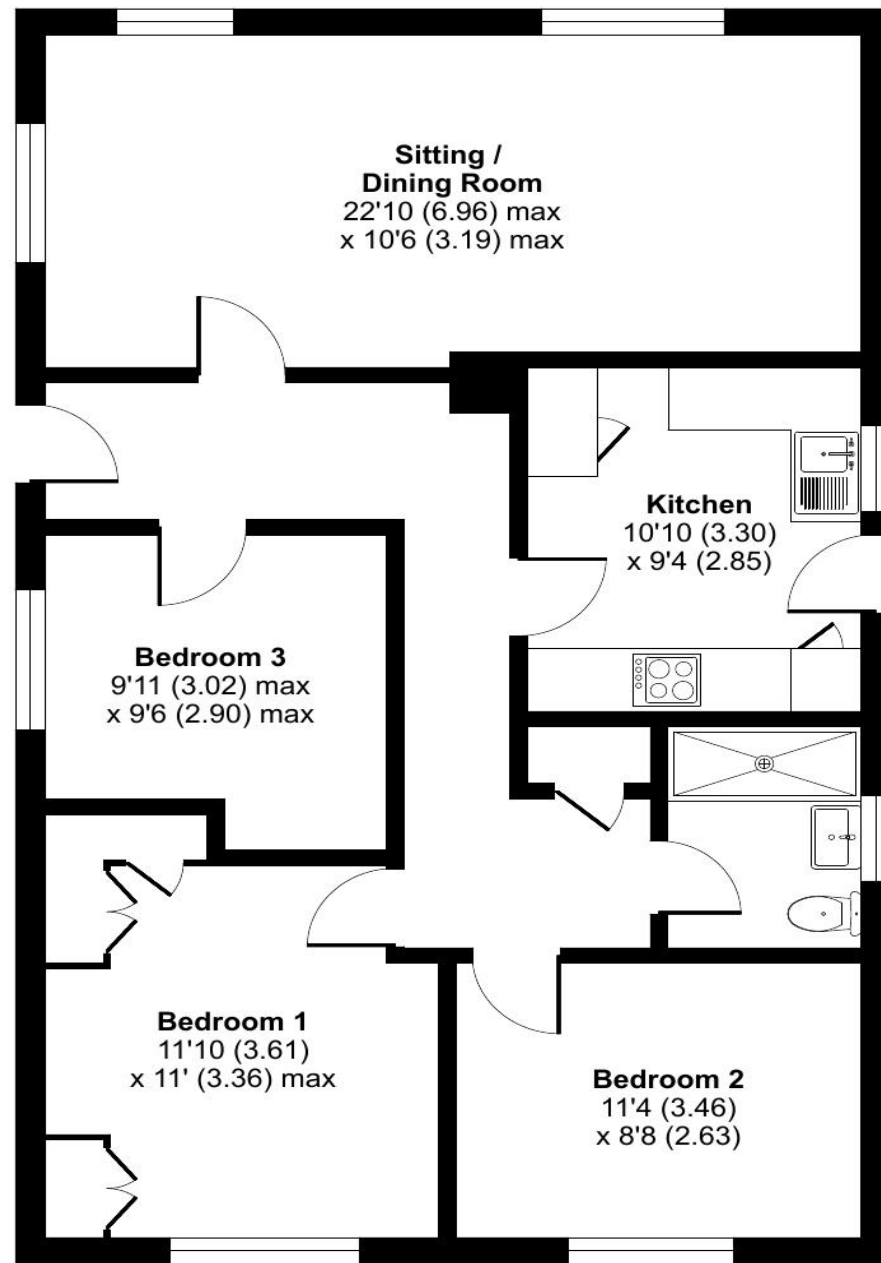 Sitting /
Dining Room
22'10 (6.96) max
x 10'6 (3.19) max
Kitchen
10'10 (3.30)
x 9'4 (2.85)
Bedroom 3
9'11 (3.02) max
x 9'6 (2.90) max
Bedroom 1
11'10 (3.61)
x 11' (3.36) max
Bedroom 2
11'4 (3.46)
x 8'8 (2.63)